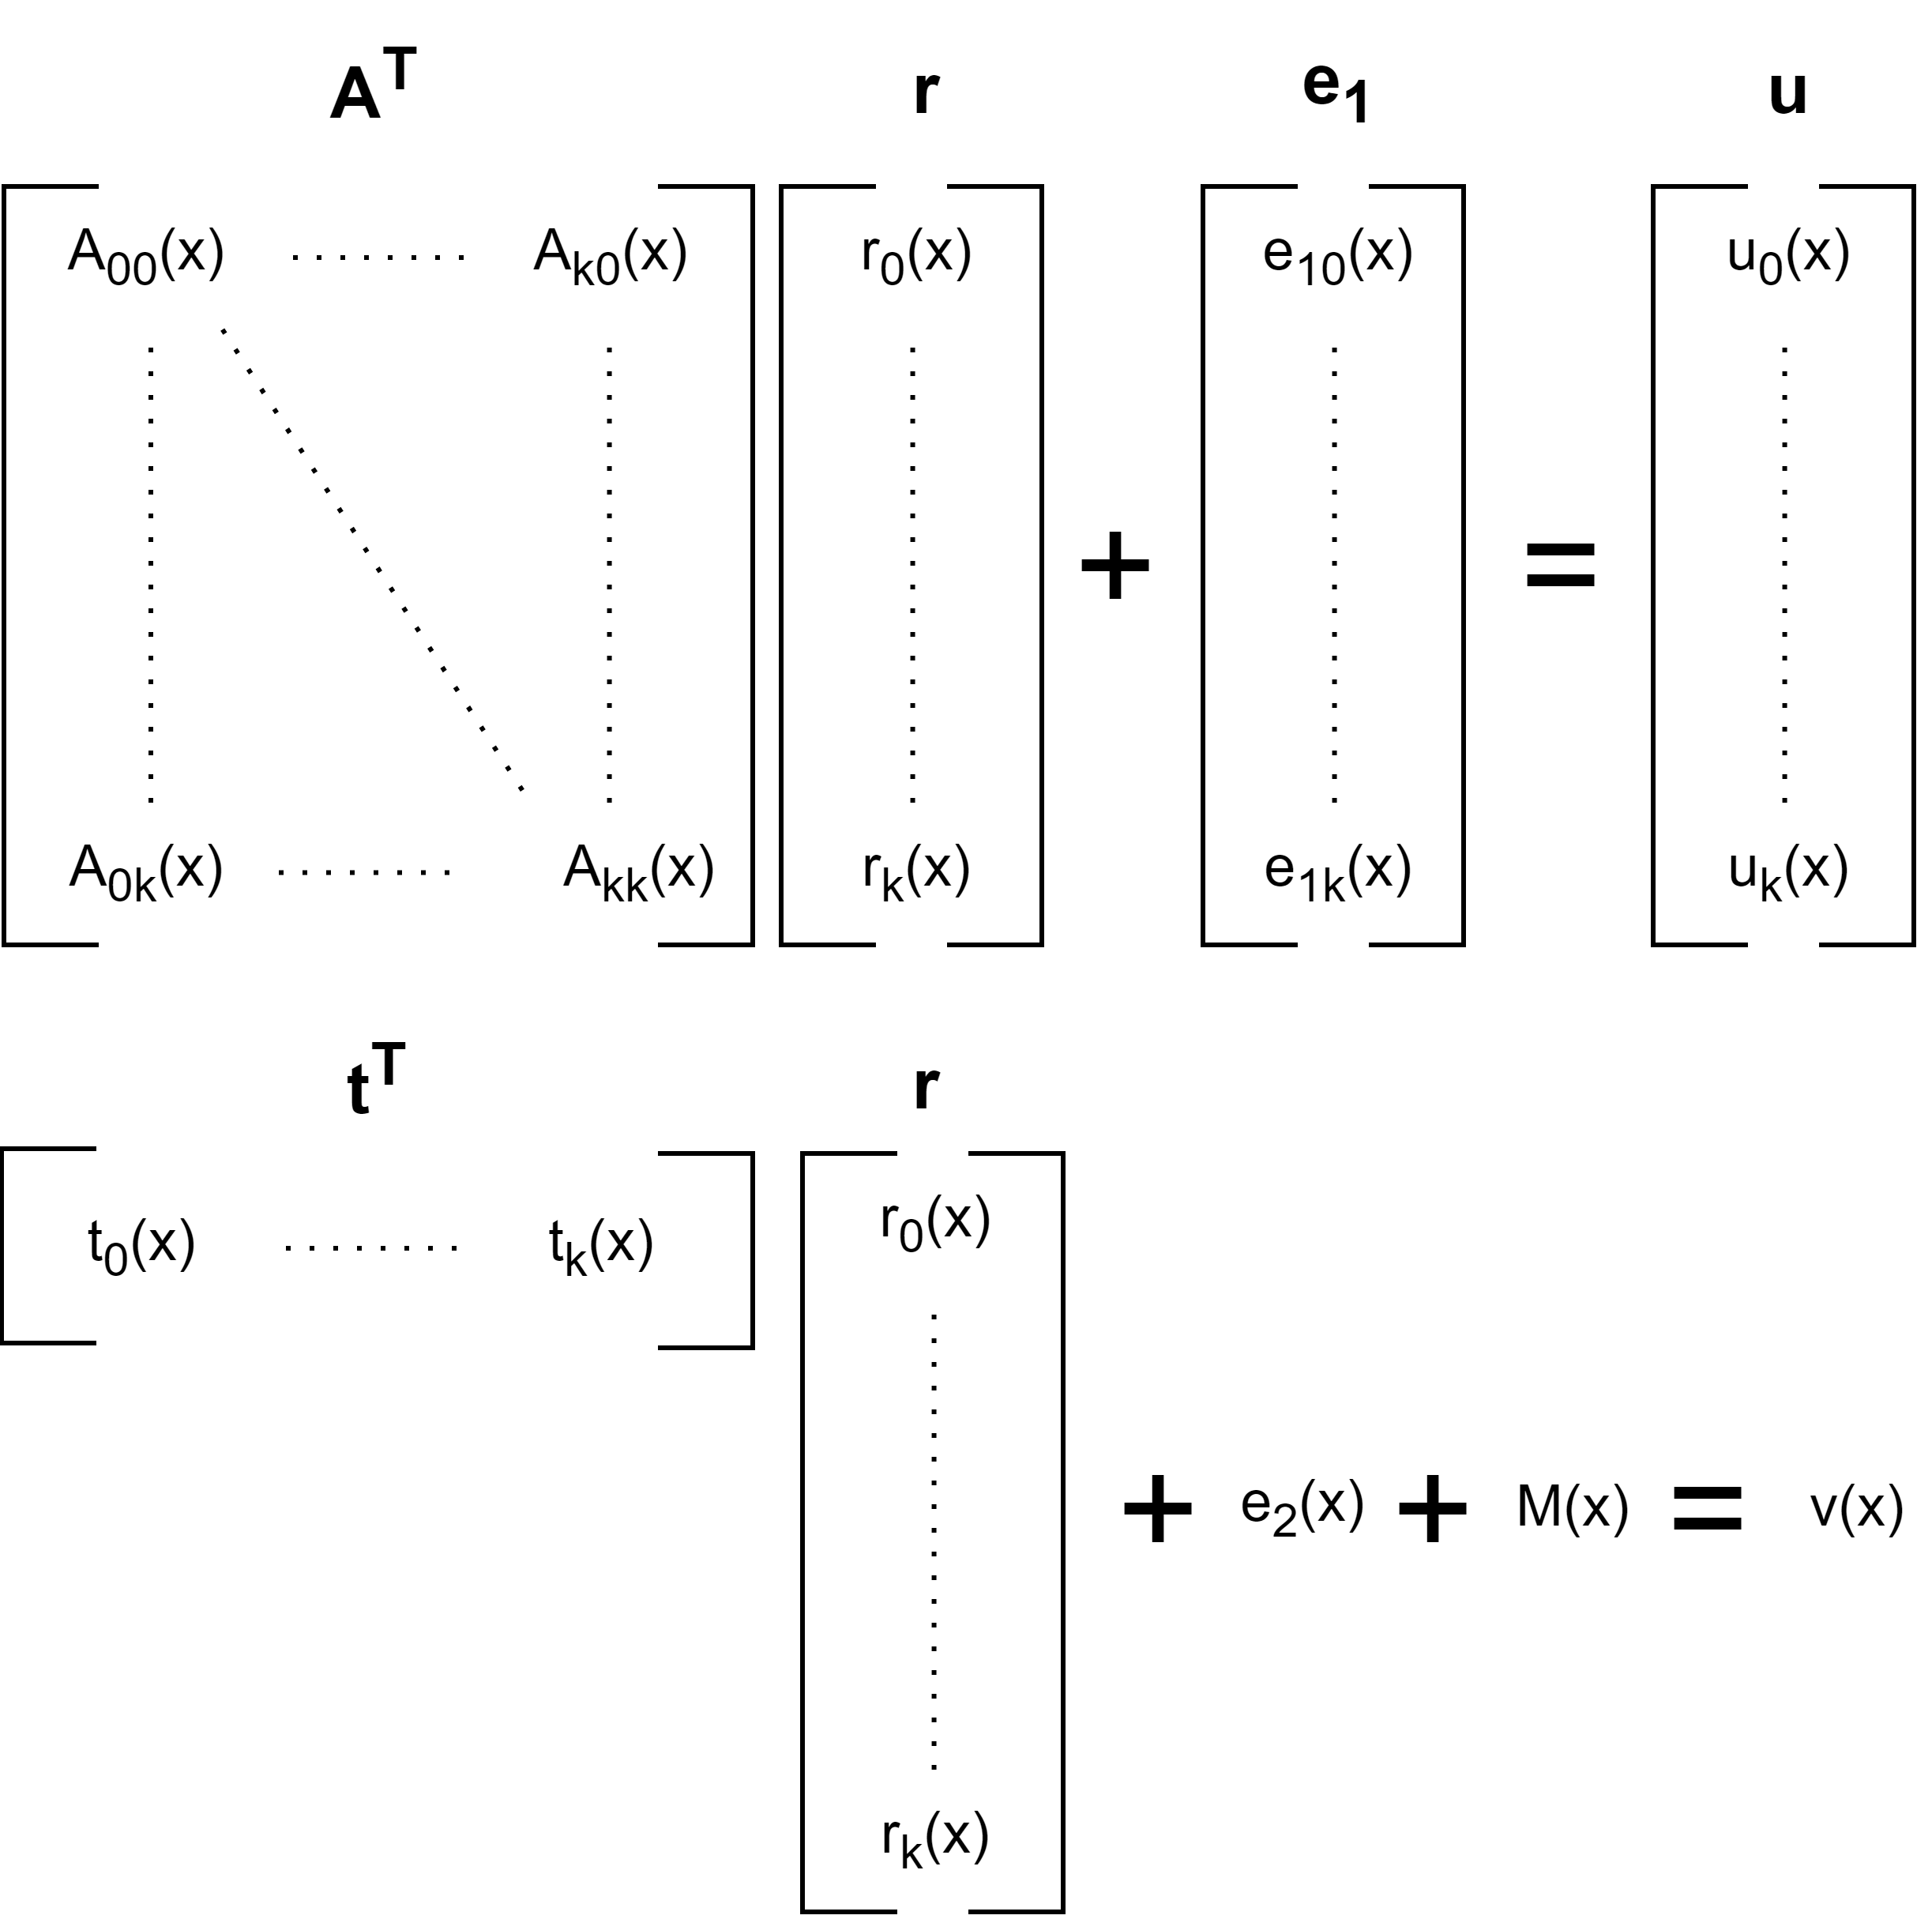 A^T r e_1 u
A_00(x) ........ A_k0(x) r_0(x) e_10(x) u_0(x)
+ =
A_0k(x) ........ A_kk(x) r_k(x) e_1k(x) u_k(x)
t^T r
t_0(x) ........ t_k(x) r_0(x)
+ e_2(x) + M(x) = v(x)
r_k(x)